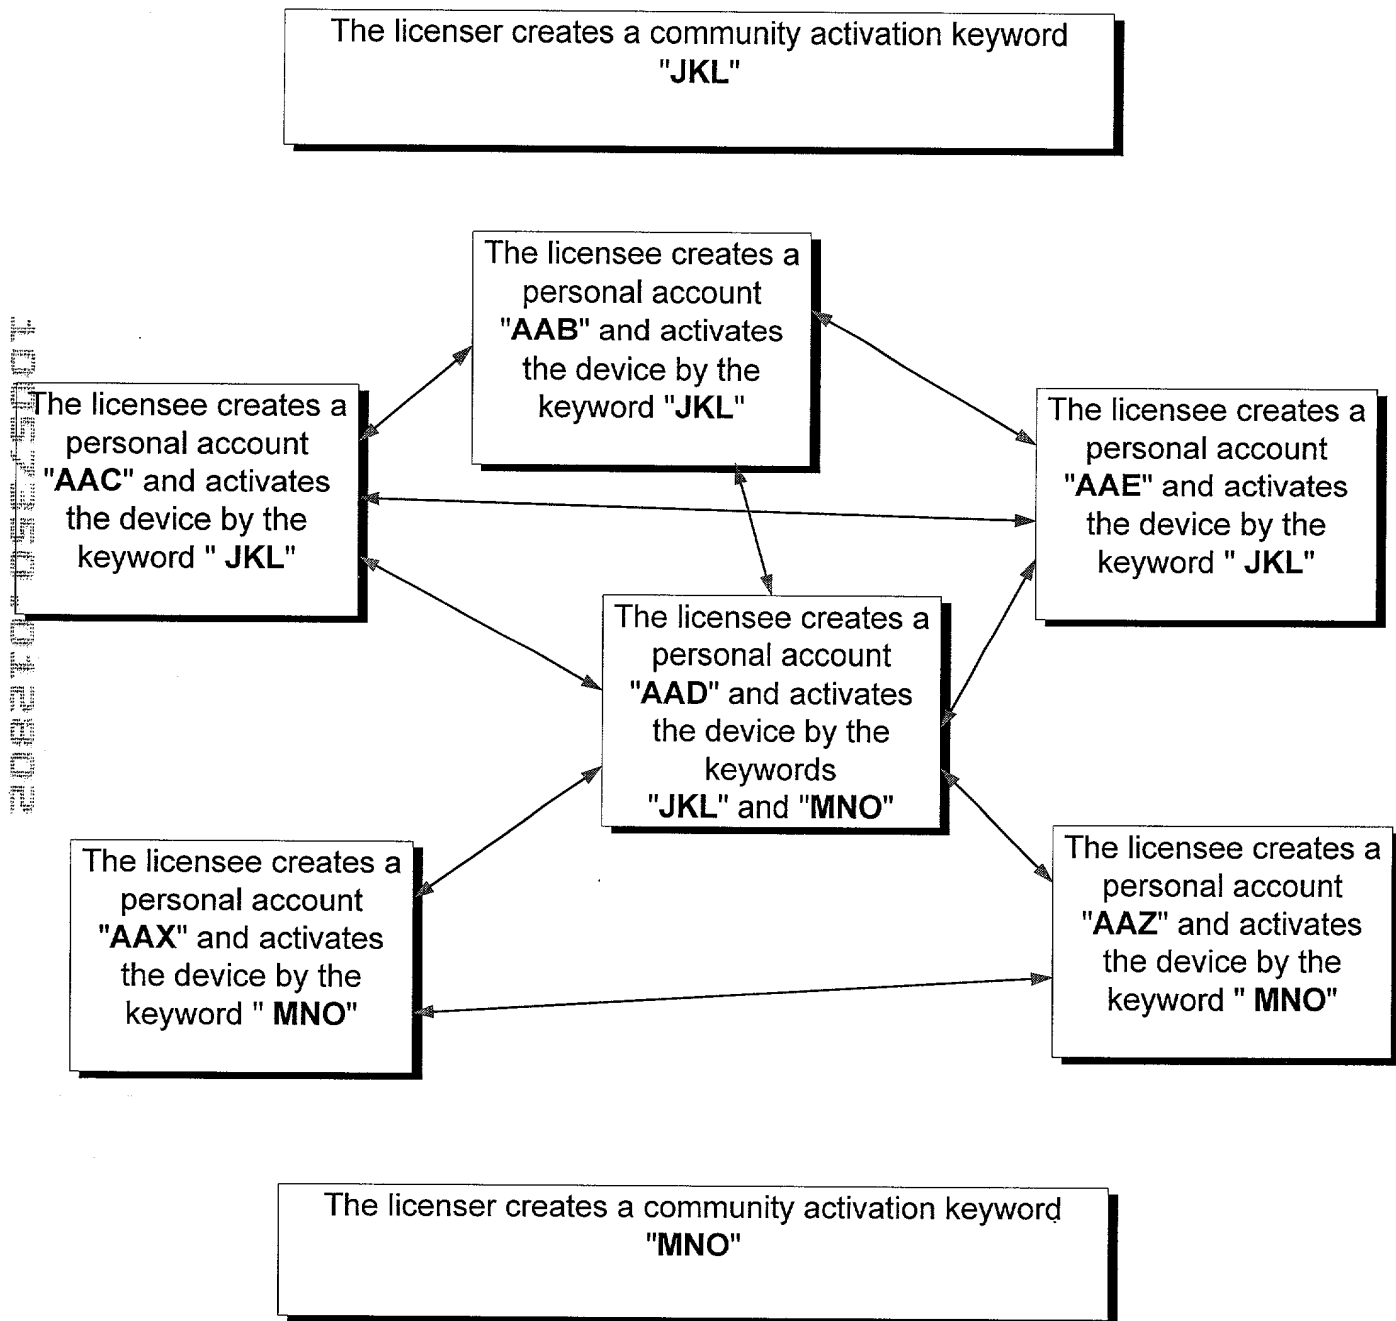 The licenser creates a community activation keyword
"JKL"
The licensee creates a
personal account
"AAB" and activates
the device by the
keyword "JKL"
The licensee creates a
personal account
"AAC" and activates
the device by the
keyword " JKL"
The licensee creates a
personal account
"AAE" and activates
the device by the
keyword " JKL"
The licensee creates a
personal account
"AAD" and activates
the device by the
keywords
"JKL" and "MNO"
The licensee creates a
personal account
"AAX" and activates
the device by the
keyword " MNO"
The licensee creates a
personal account
"AAZ" and activates
the device by the
keyword " MNO"
The licenser creates a community activation keyword
"MNO"